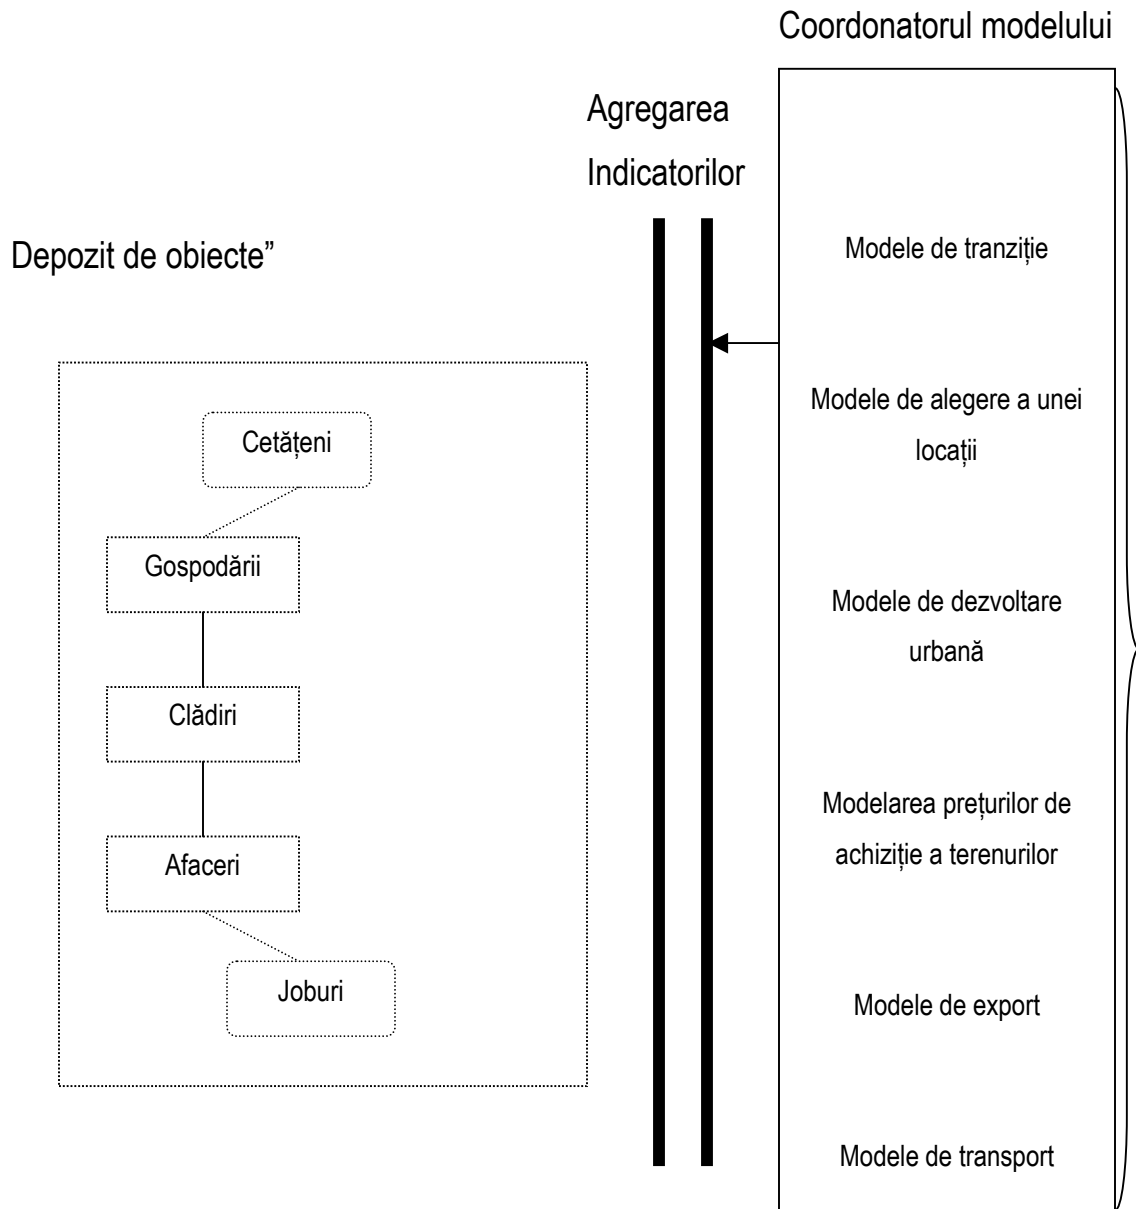 Coordonatorul modelului
Agregarea
Indicatorilor
Depozit de obiecte”
Cetățeni
Gospodării
Clădiri
Afaceri
Joburi
Modele de tranziție
Modele de alegere a unei
locații
Modele de dezvoltare
urbană
Modelarea prețurilor de
achiziție a terenurilor
Modele de export
Modele de transport